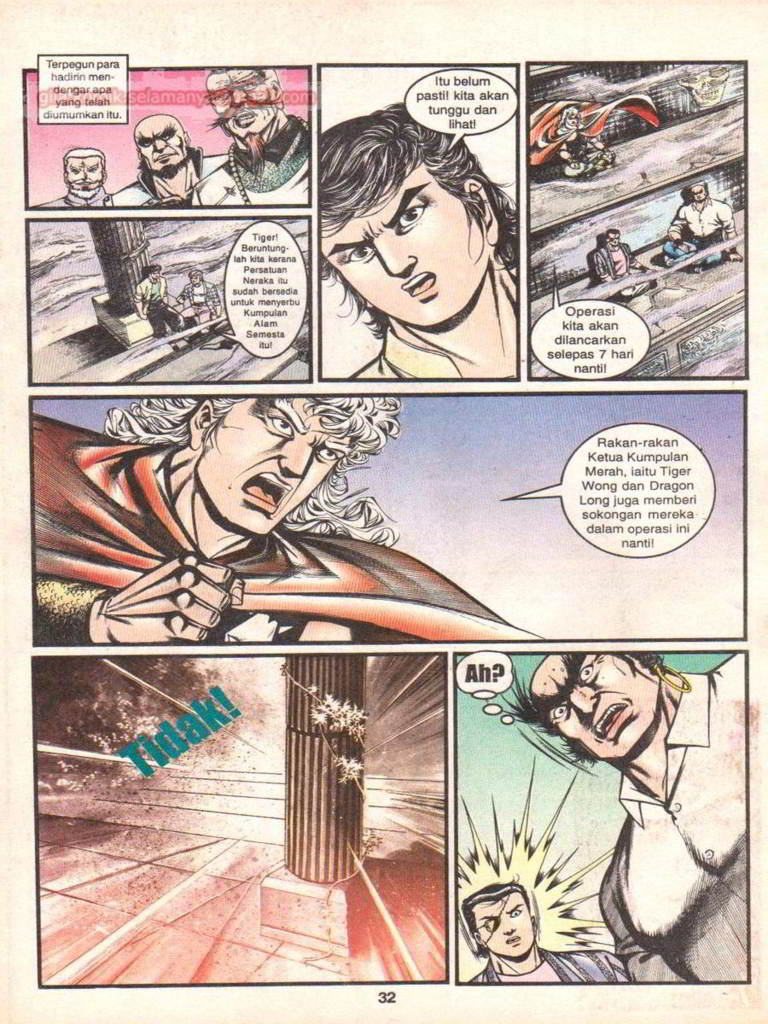 Terpegun para
hadirin men-
dengar apa
yang telah
diumumkan itu.
Itu belum
pasti! kita akan
tunggu dan
lihat!
Tiger!
Beruntung-
lah kita kerana
Persatuan
Neraka itu
sudah bersedia
untuk menyerbu
Kumpulan
Alam
Semesta
itu!
Operasi
kita akan
dilancarkan
selepas 7 hari
nanti!
Rakan-rakan
Ketua Kumpulan
Merah, iaitu Tiger
Wong dan Dragon
Long juga memberi
sokongan mereka
dalam operasi ini
nanti!
Tidak!
Ah?
32